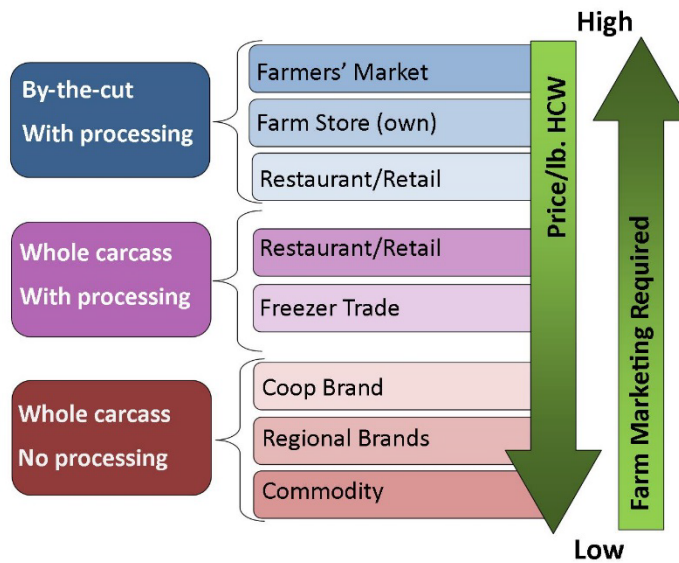 High
By-the-cut
With processing
Farmers’ Market
Farm Store (own)
Restaurant/Retail
Whole carcass
With processing
Restaurant/Retail
Freezer Trade
Whole carcass
No processing
Coop Brand
Regional Brands
Commodity
Price/lb. HCW
Farm Marketing Required
Low